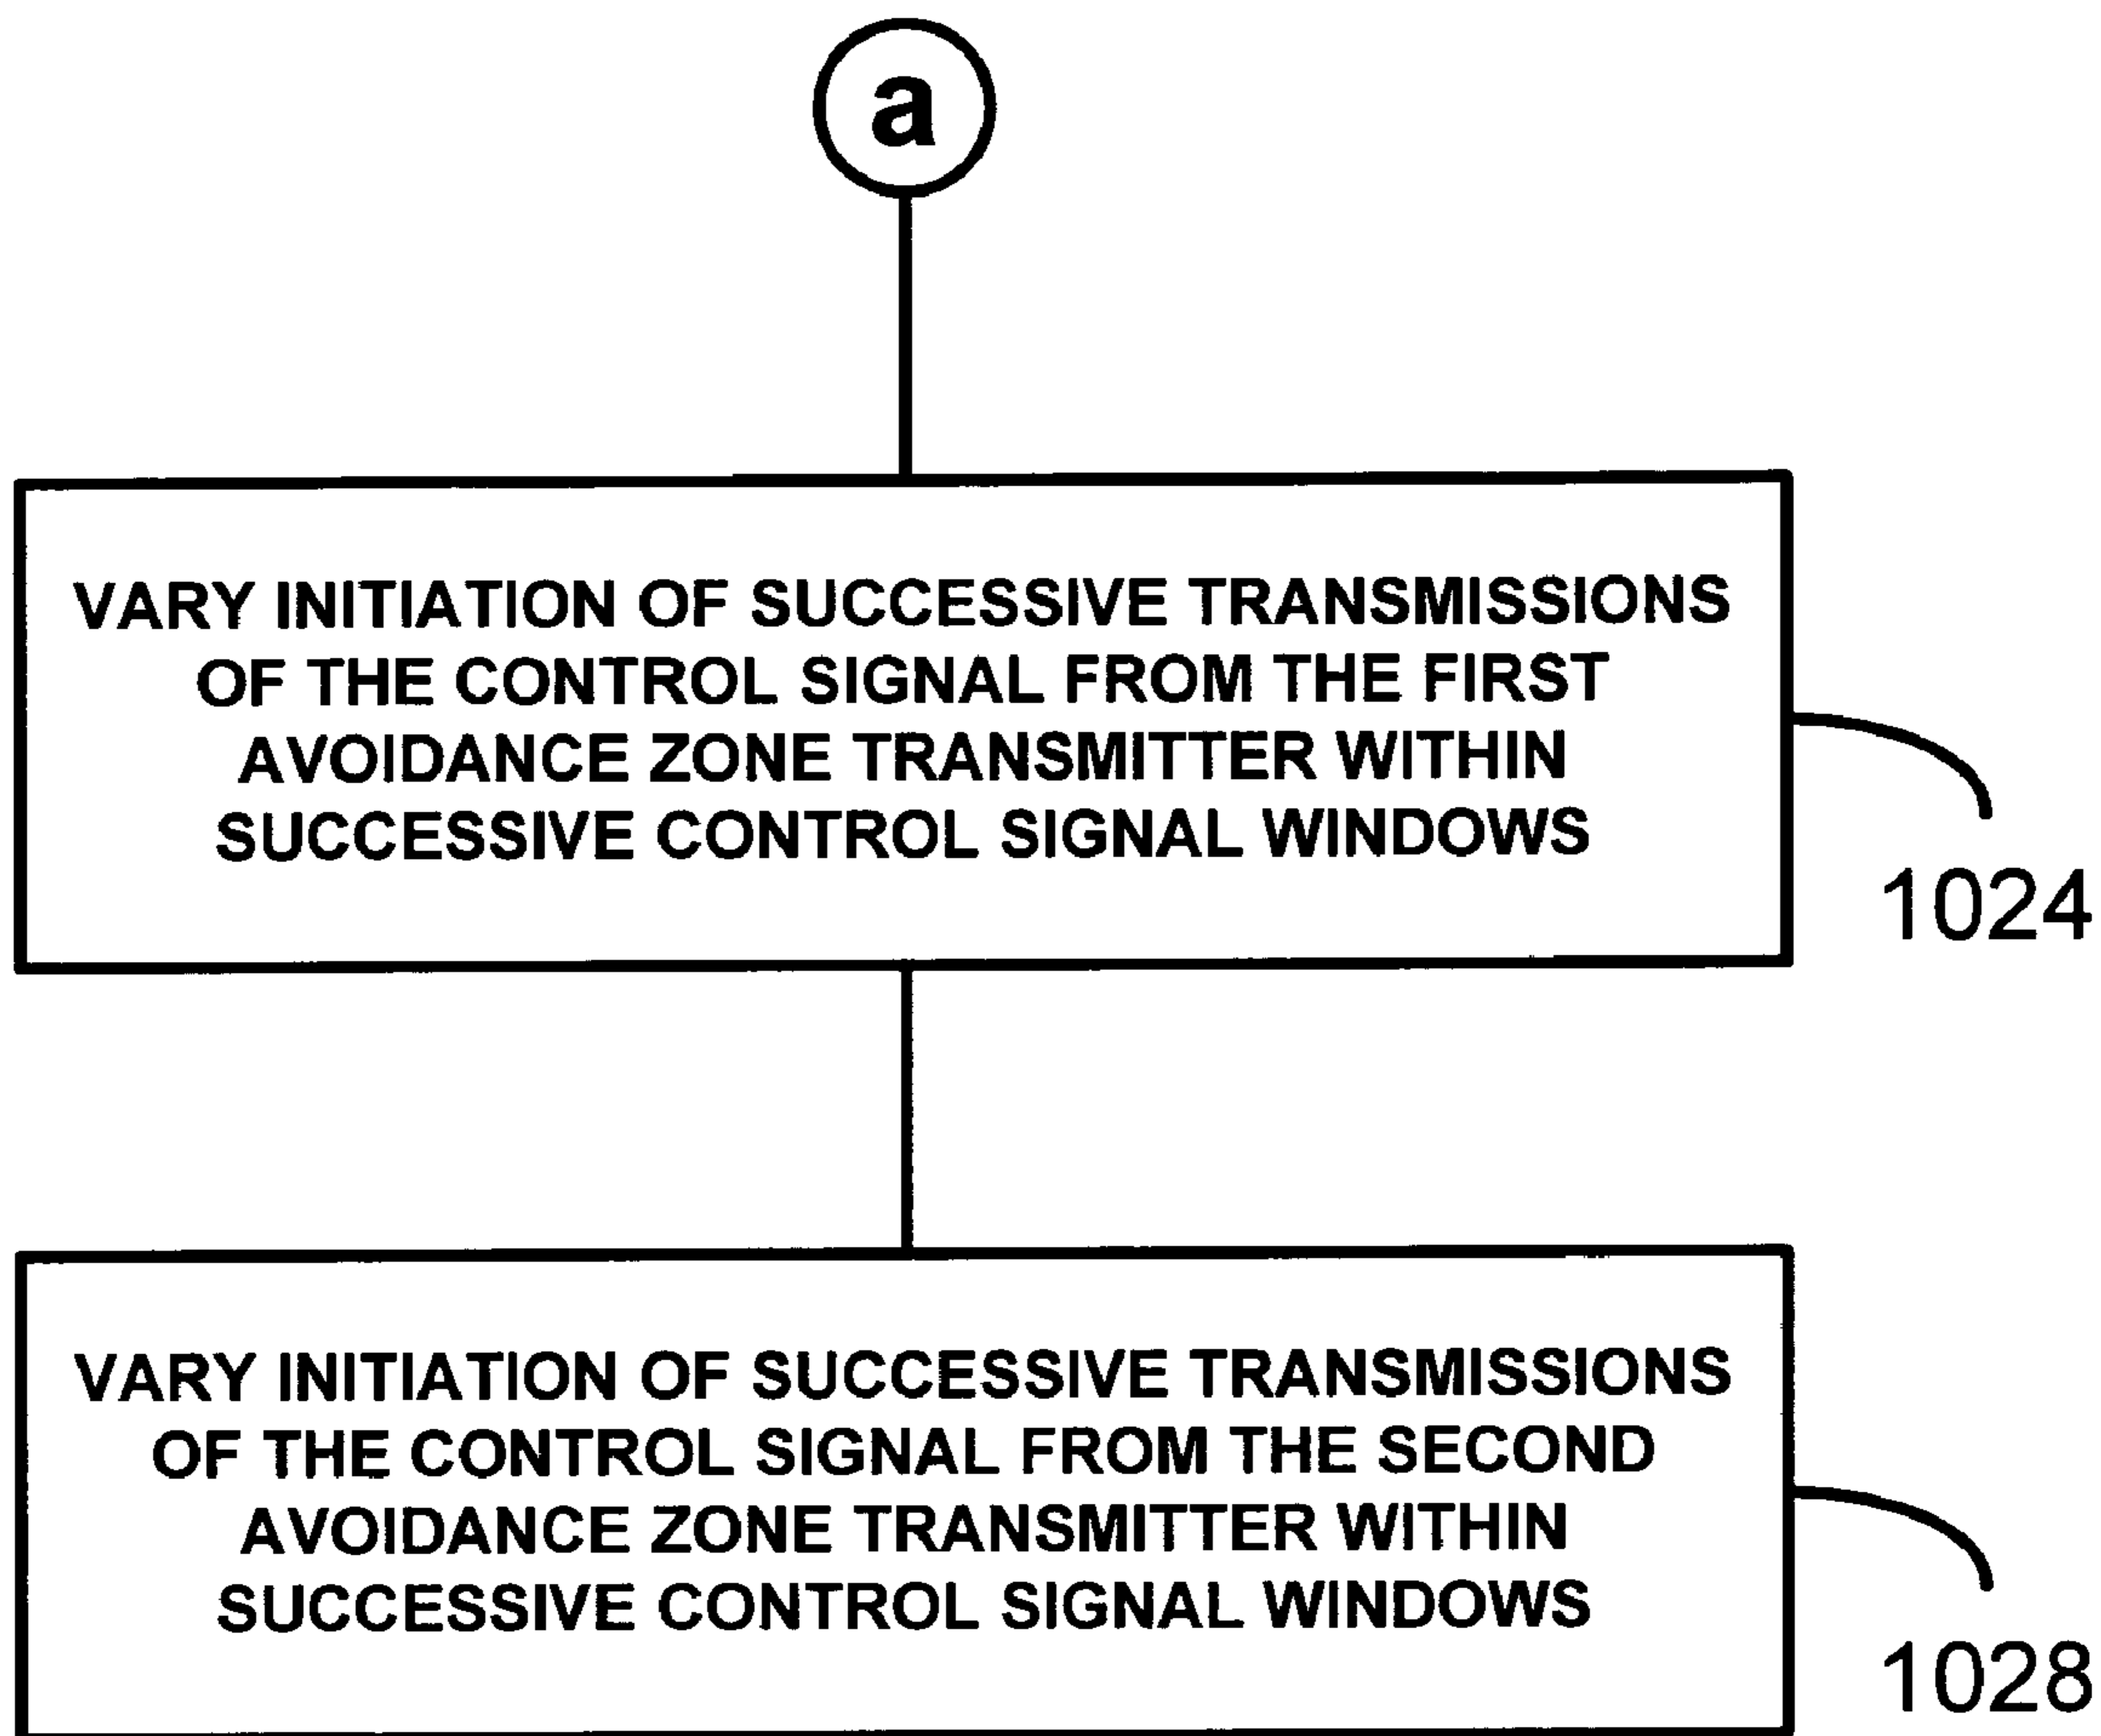 a
VARY INITIATION OF SUCCESSIVE TRANSMISSIONS
OF THE CONTROL SIGNAL FROM THE FIRST
AVOIDANCE ZONE TRANSMITTER WITHIN
SUCCESSIVE CONTROL SIGNAL WINDOWS
1024
VARY INITIATION OF SUCCESSIVE TRANSMISSIONS
OF THE CONTROL SIGNAL FROM THE SECOND
AVOIDANCE ZONE TRANSMITTER WITHIN
SUCCESSIVE CONTROL SIGNAL WINDOWS
1028